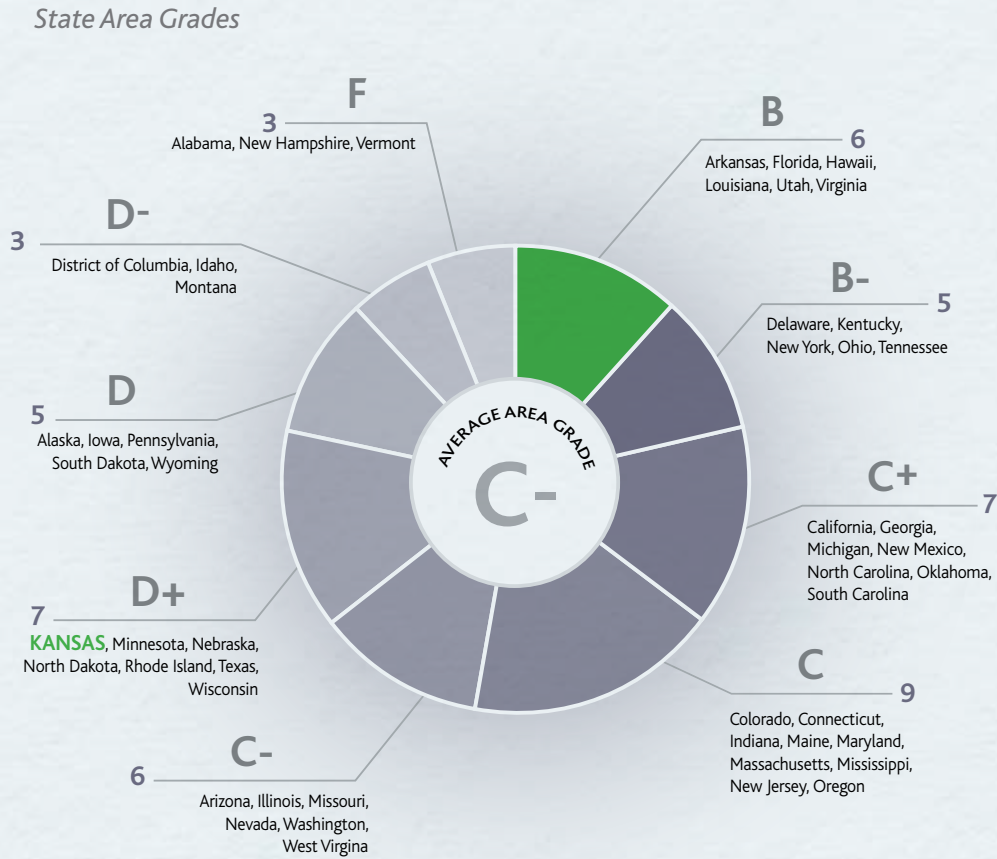 State Area Grades
F
3
Alabama, New Hampshire, Vermont
B
6
Arkansas, Florida, Hawaii,
Louisiana, Utah, Virginia
D-
3
District of Columbia, Idaho,
Montana
B-
5
Delaware, Kentucky,
New York, Ohio, Tennessee
D
5
Alaska, Iowa, Pennsylvania,
South Dakota, Wyoming
AVERAGE AREA GRADE
C-
C+
7
California, Georgia,
Michigan, New Mexico,
North Carolina, Oklahoma,
South Carolina
D+
7
KANSAS, Minnesota, Nebraska,
North Dakota, Rhode Island, Texas,
Wisconsin
C
9
Colorado, Connecticut,
Indiana, Maine, Maryland,
Massachusetts, Mississippi,
New Jersey, Oregon
C-
6
Arizona, Illinois, Missouri,
Nevada, Washington,
West Virgina